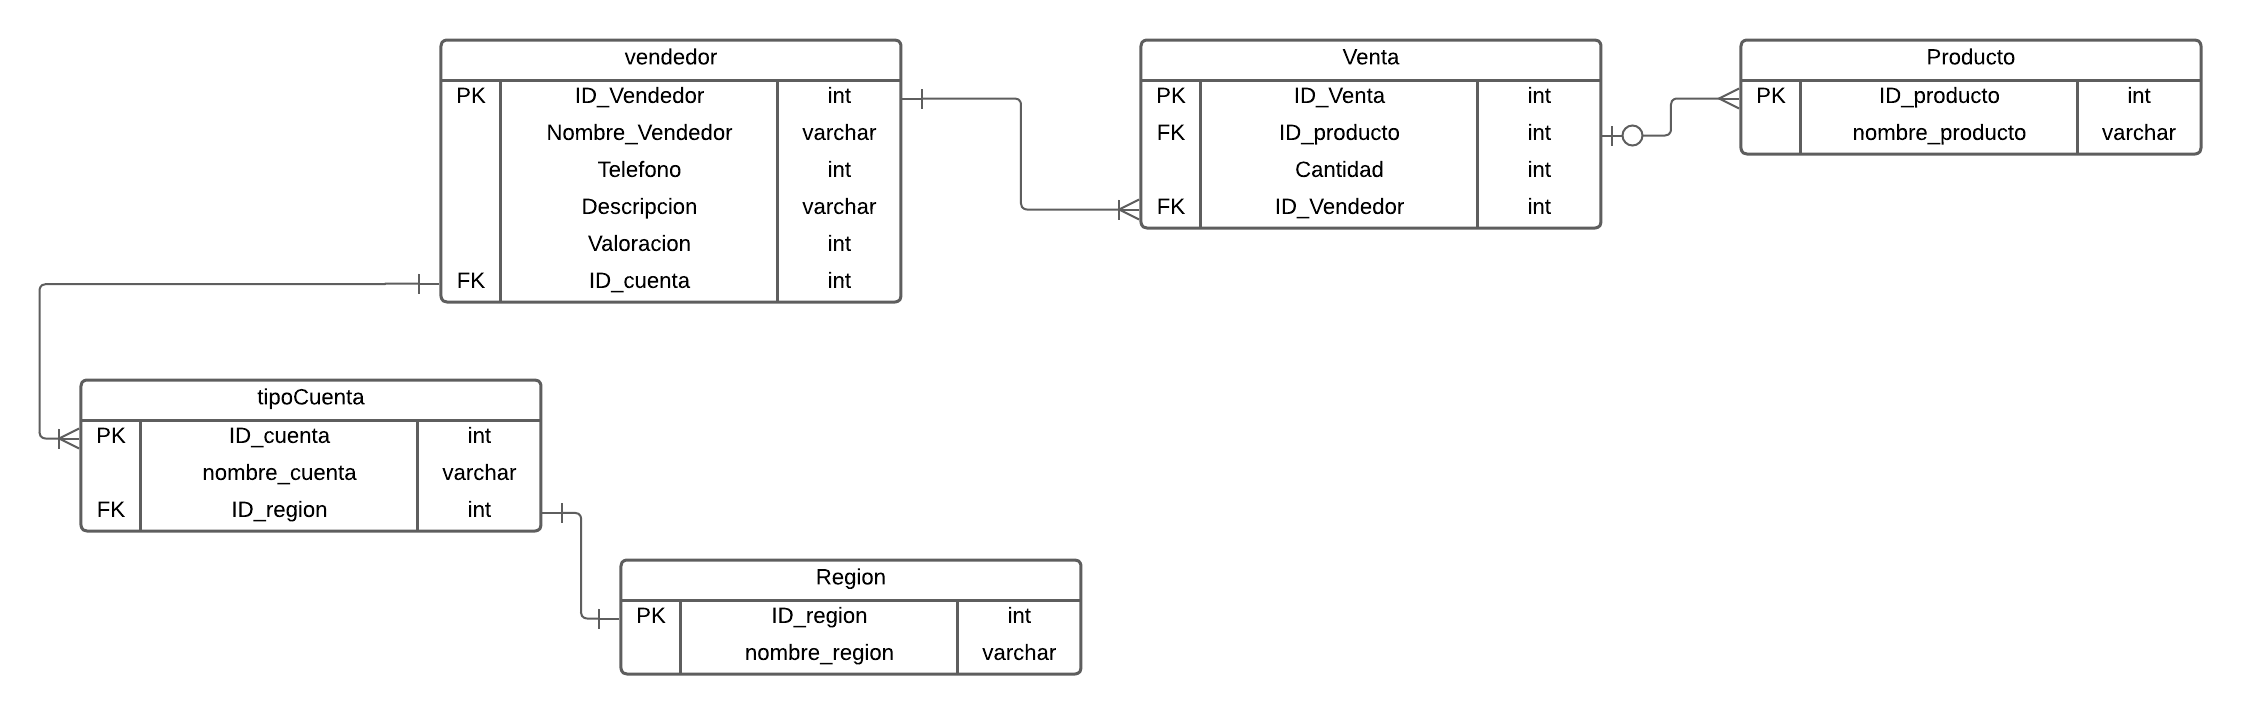 vendedor
PK ID_Vendedor int
Nombre_Vendedor varchar
Telefono int
Descripcion varchar
Valoracion int
FK ID_cuenta int
Venta
PK ID_Venta int
FK ID_producto int
Cantidad int
FK ID_Vendedor int
Producto
PK ID_producto int
nombre_producto varchar
tipoCuenta
PK ID_cuenta int
nombre_cuenta varchar
FK ID_region int
Region
PK ID_region int
nombre_region varchar